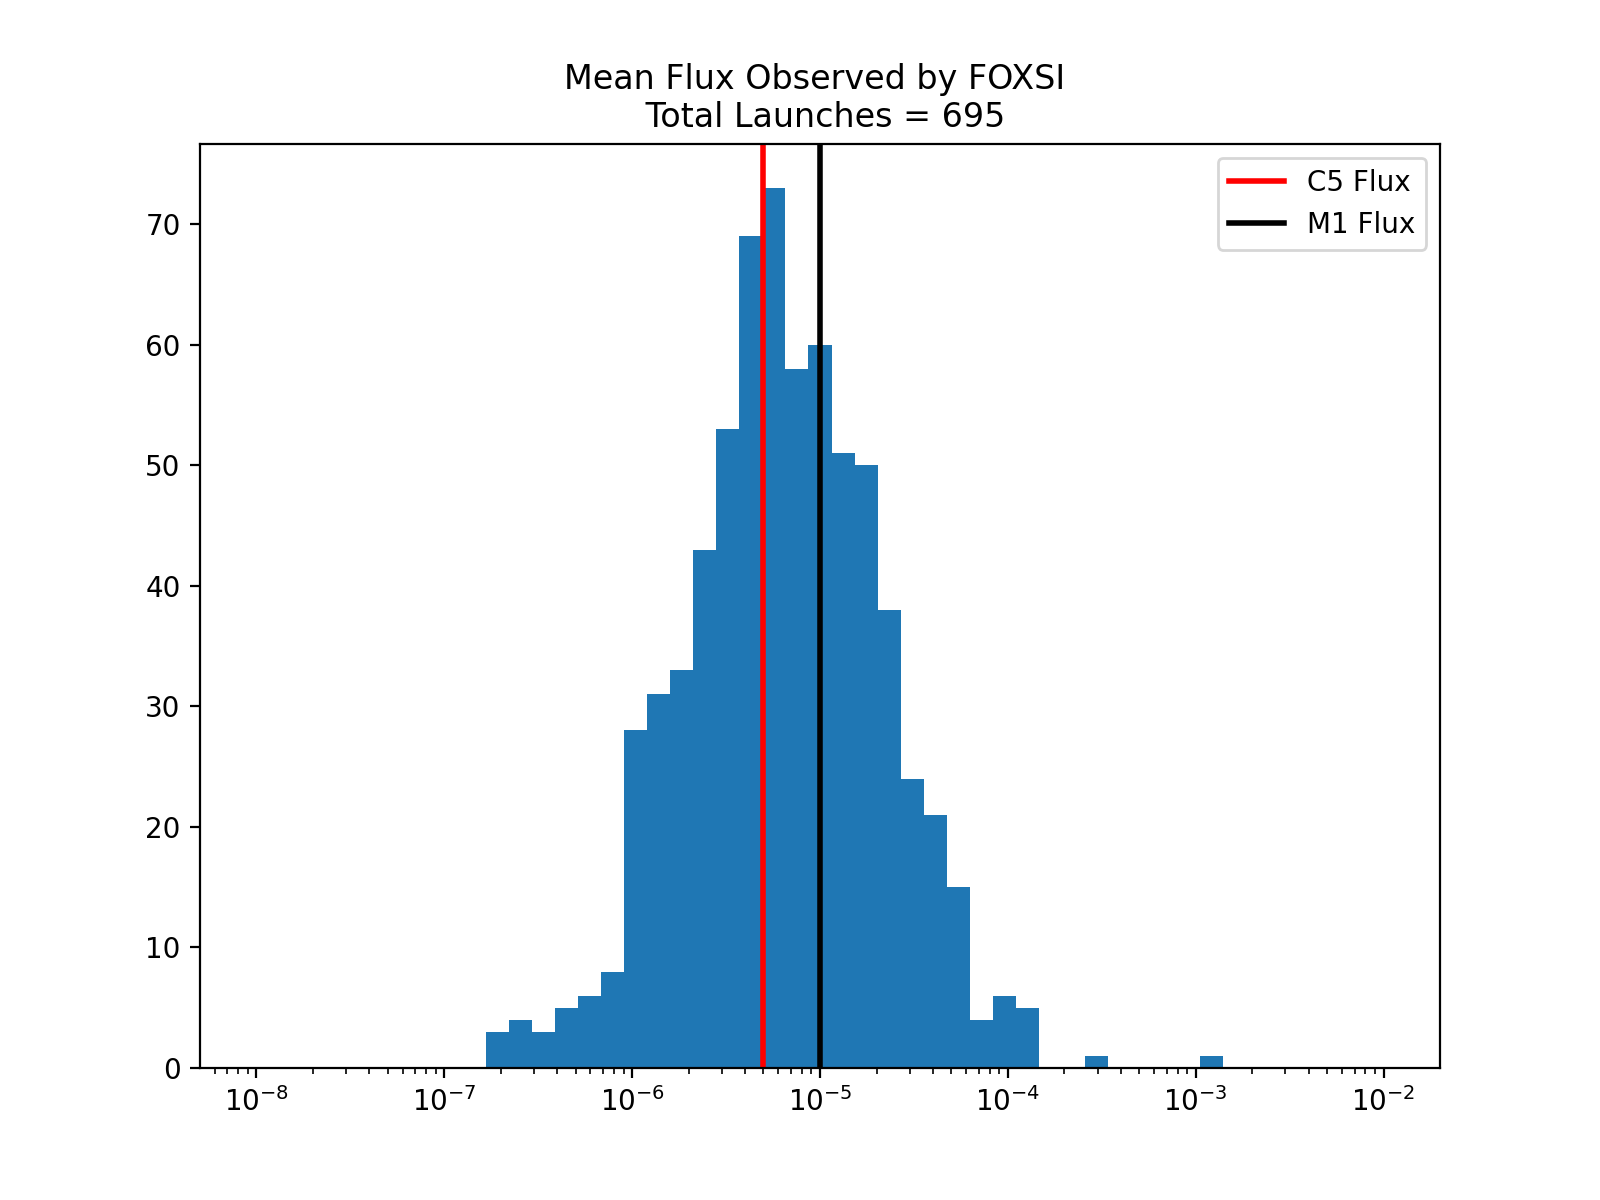 Mean Flux Observed by FOXSI
Total Launches = 695
C5 Flux
M1 Flux
70
60
50
40
30
20
10
0
10⁻⁸ 10⁻⁷ 10⁻⁶ 10⁻⁵ 10⁻⁴ 10⁻³ 10⁻²